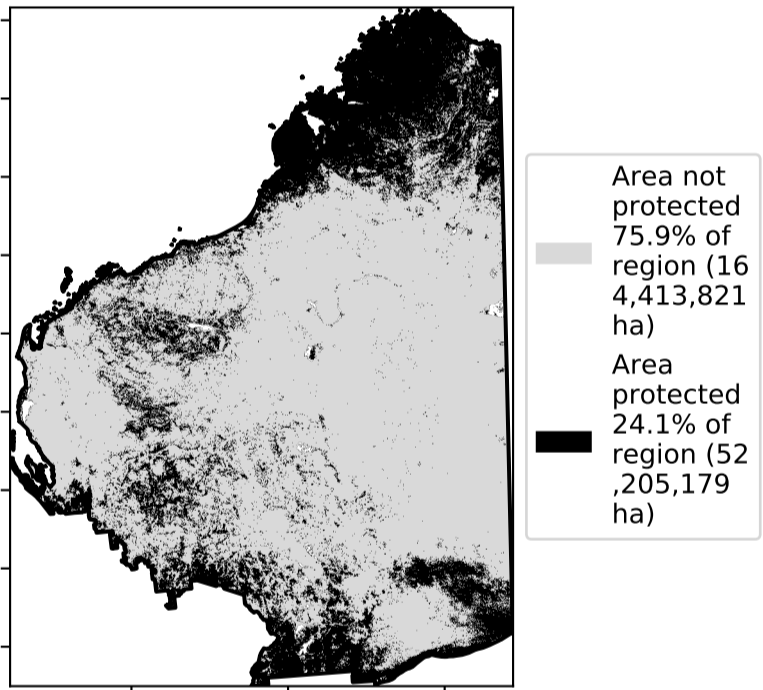 Area not
protected
75.9% of
region (16
4,413,821
ha)
Area
protected
24.1% of
region (52
,205,179
ha)